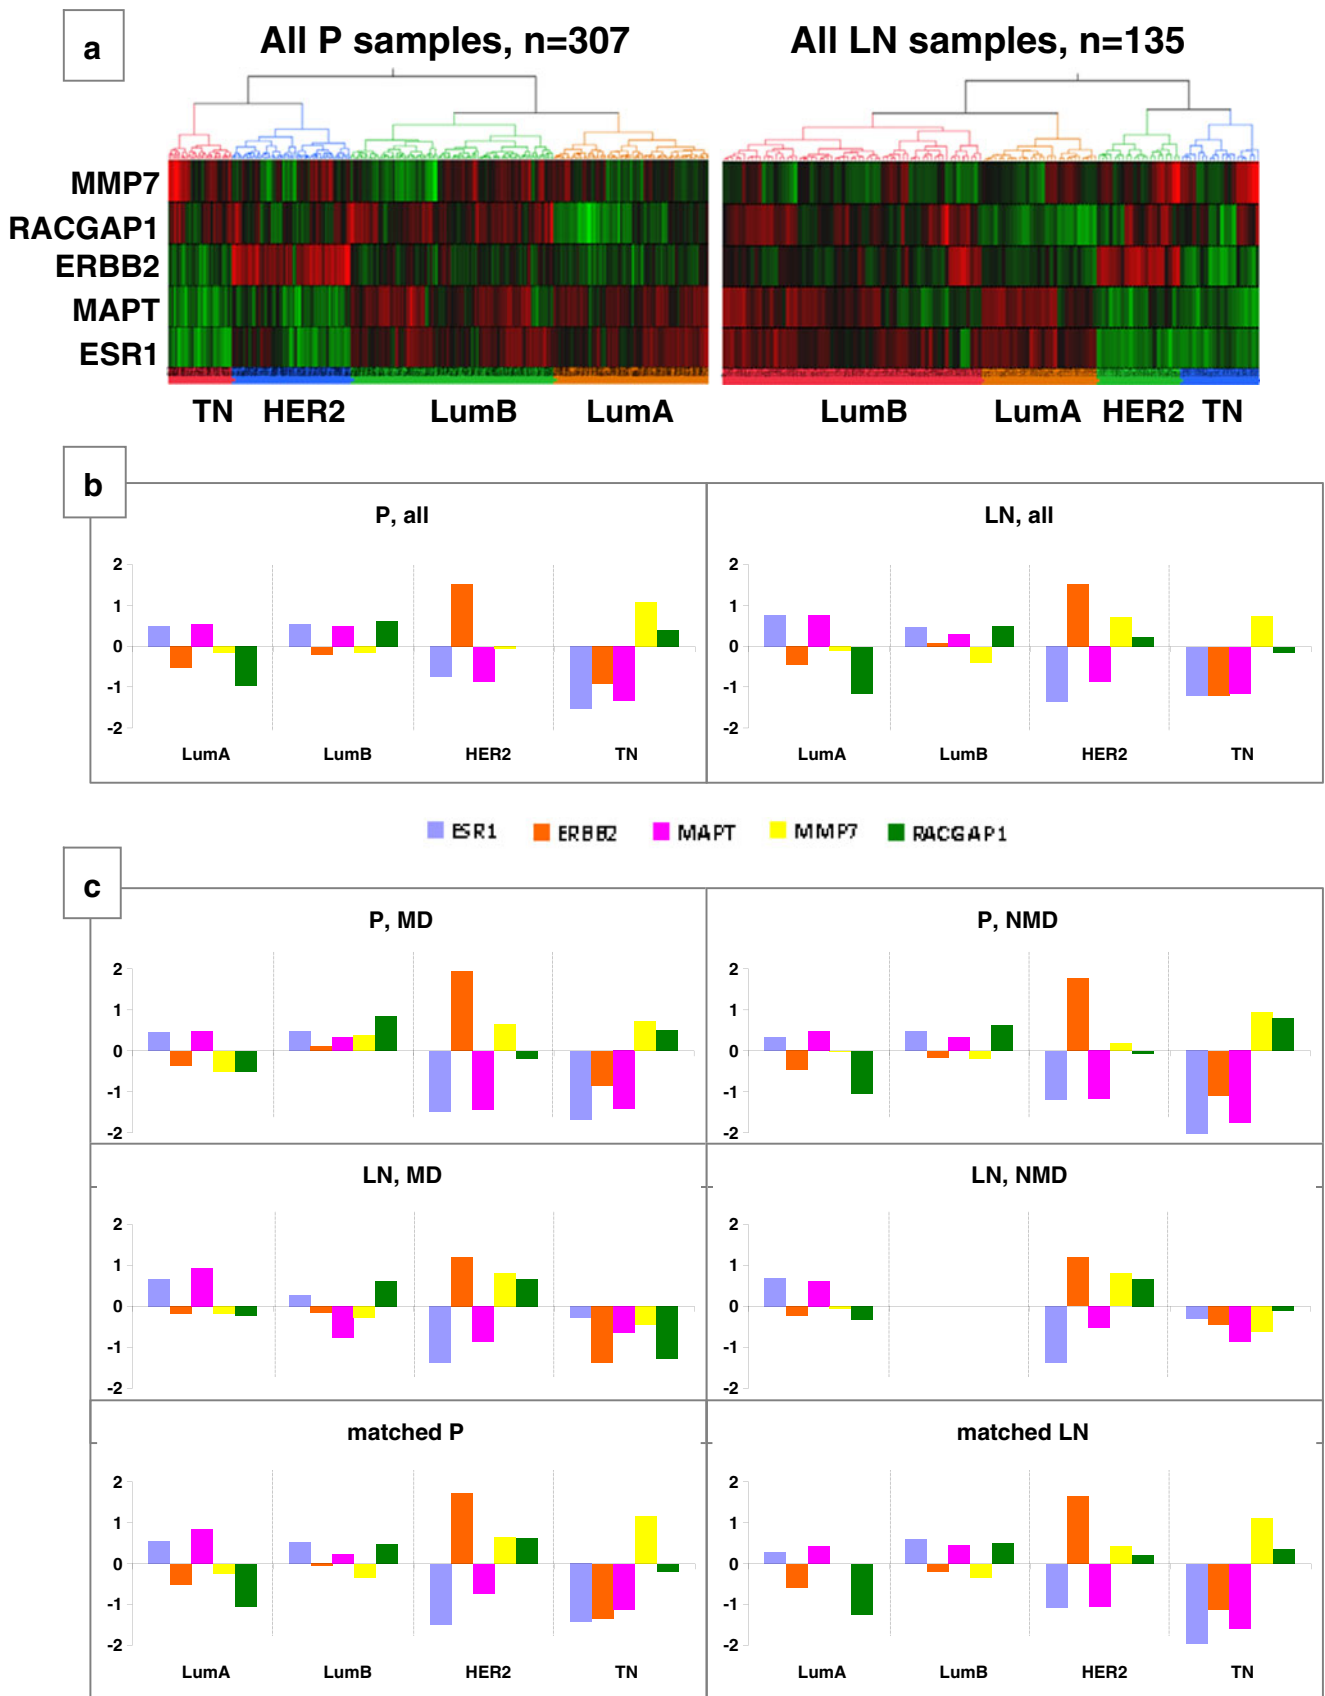 a
All P samples, n=307
All LN samples, n=135
MMP7
RACGAP1
ERBB2
MAPT
ESR1
TN HER2 LumB LumA
LumB LumA HER2 TN
b
P, all
2
1
0
-1
-2
LumA LumB HER2 TN
LN, all
2
1
0
-1
-2
LumA LumB HER2 TN
ESR1 ERBB2 MAPT MMP7 RACGAP1
c
P, MD
2
1
0
-1
-2
P, NMD
2
1
0
-1
-2
LN, MD
2
1
0
-1
-2
LN, NMD
2
1
0
-1
-2
matched P
2
1
0
-1
-2
LumA LumB HER2 TN
matched LN
2
1
0
-1
-2
LumA LumB HER2 TN